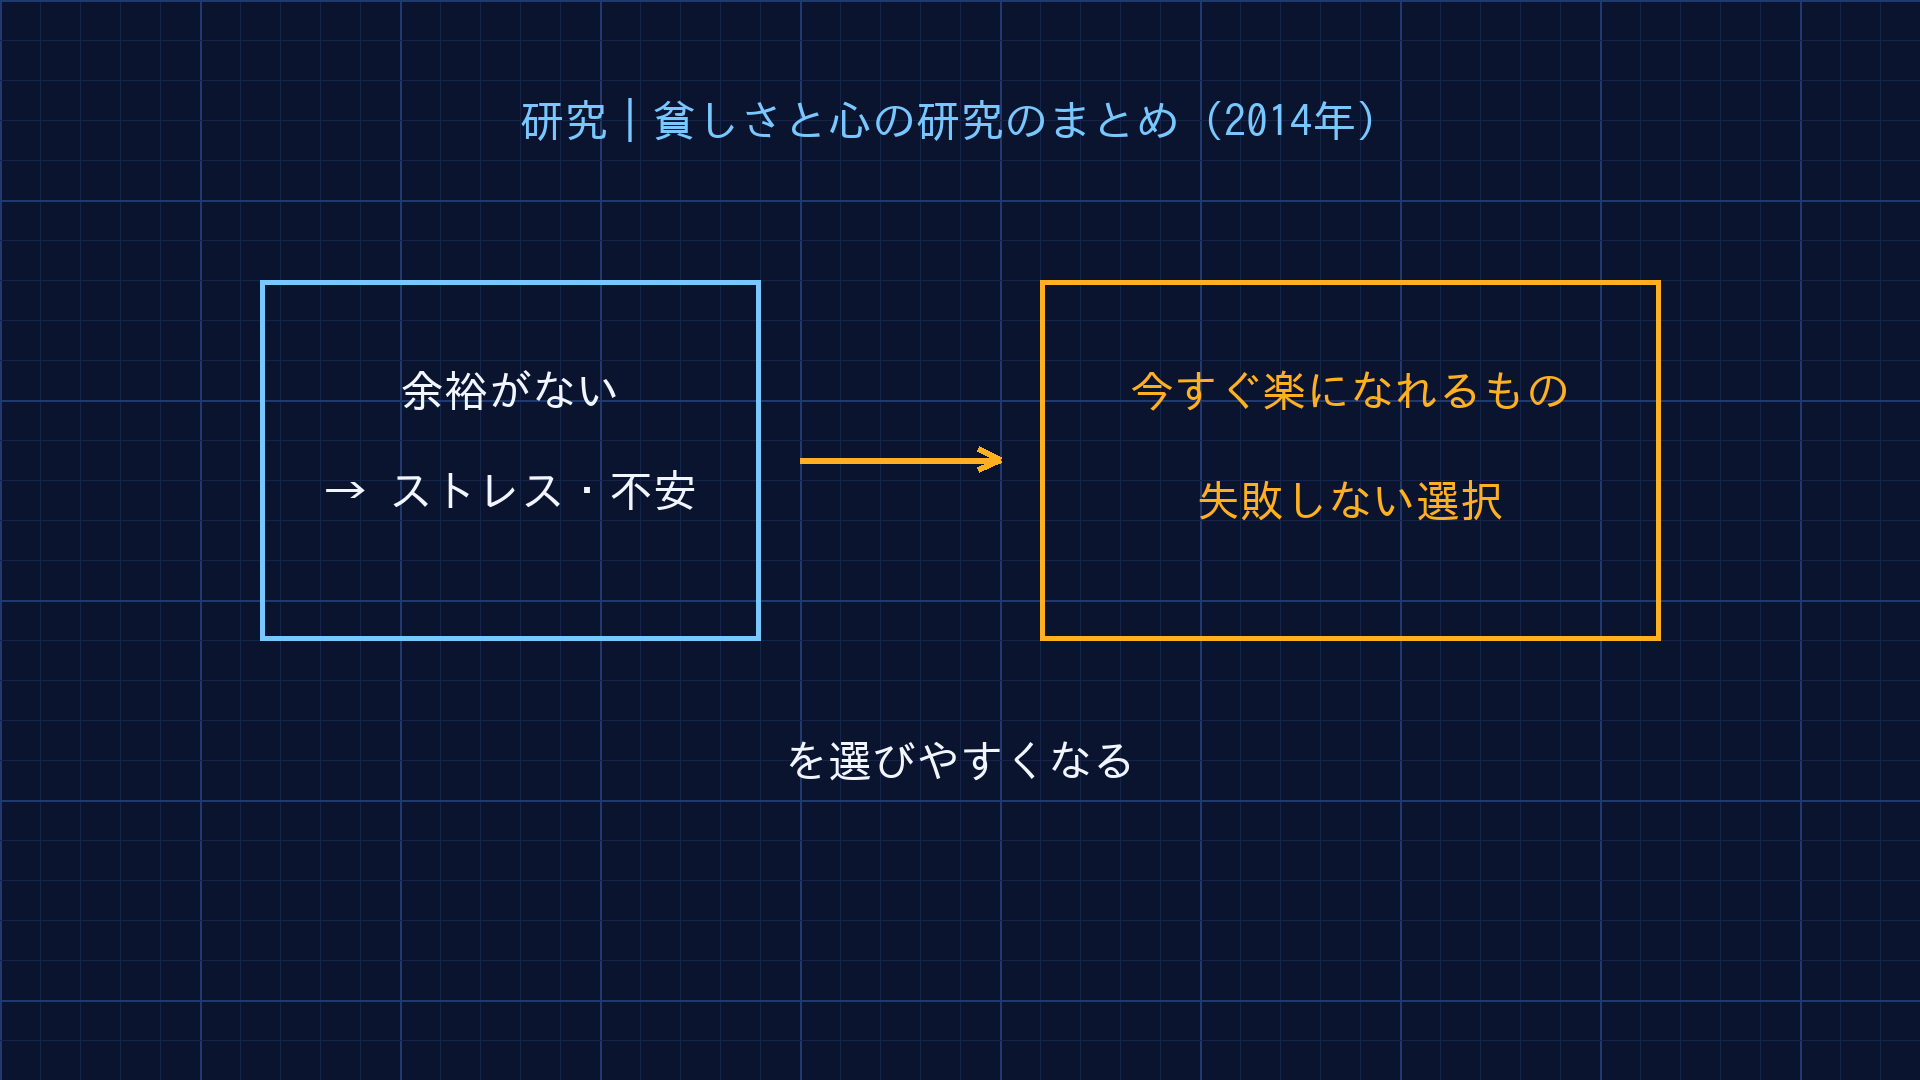 研究｜貧しさと心の研究のまとめ（2014年）
余裕がない
→ ストレス・不安
今すぐ楽になれるもの
失敗しない選択
を選びやすくなる